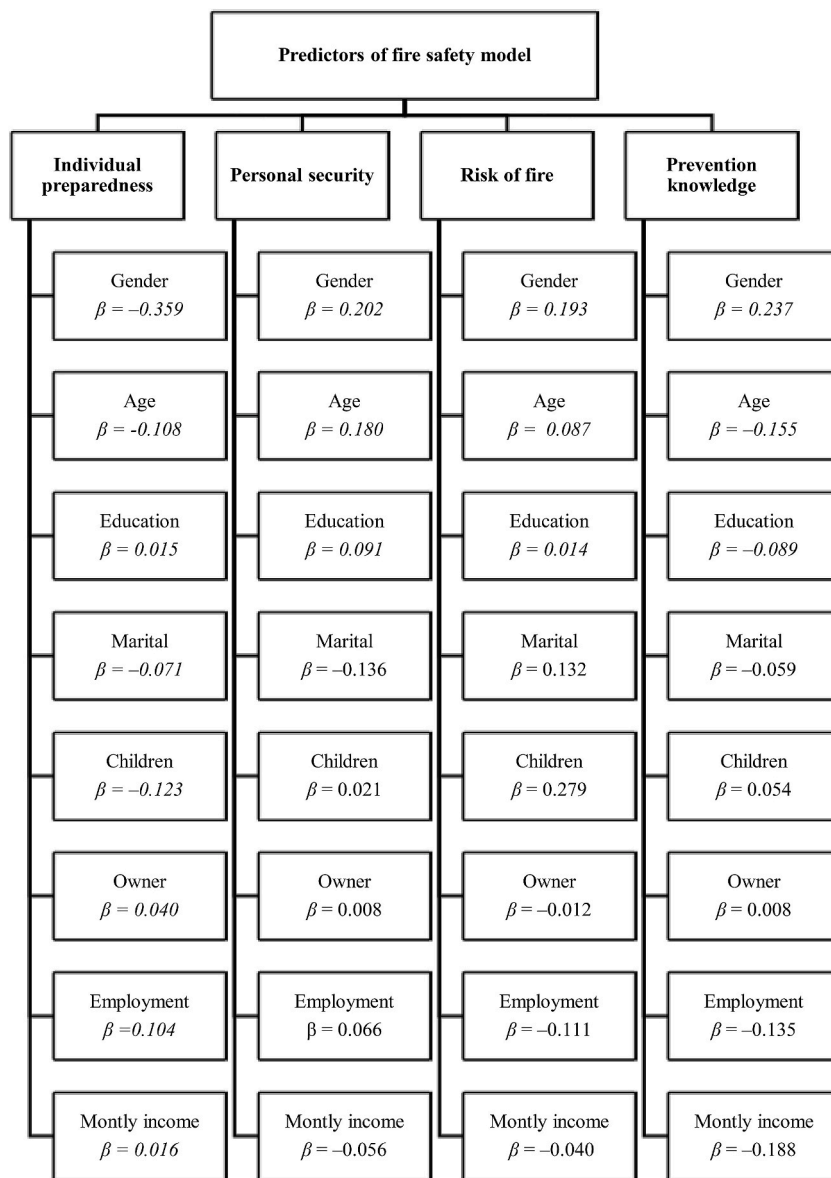 Predictors of fire safety model
Individual
preparedness
Personal security
Risk of fire
Prevention
knowledge
Gender
β = –0.359
Gender
β = 0.202
Gender
β = 0.193
Gender
β = 0.237
Age
β = -0.108
Age
β = 0.180
Age
β = 0.087
Age
β = –0.155
Education
β = 0.015
Education
β = 0.091
Education
β = 0.014
Education
β = –0.089
Marital
β = –0.071
Marital
β = –0.136
Marital
β = 0.132
Marital
β = –0.059
Children
β = –0.123
Children
β = 0.021
Children
β = 0.279
Children
β = 0.054
Owner
β = 0.040
Owner
β = 0.008
Owner
β = –0.012
Owner
β = 0.008
Employment
β =0.104
Employment
β = 0.066
Employment
β = –0.111
Employment
β = –0.135
Montly income
β = 0.016
Montly income
β = –0.056
Montly income
β = –0.040
Montly income
β = –0.188